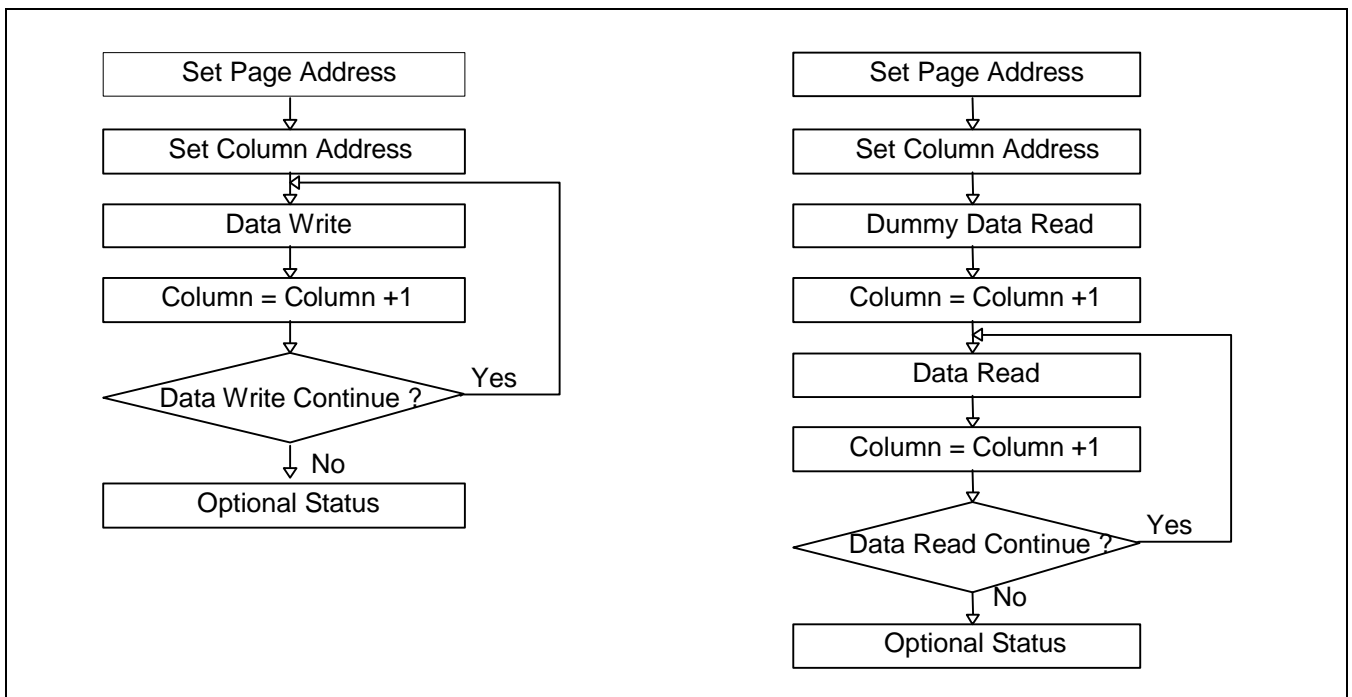 Set Page Address
Set Column Address
Data Write
Column = Column +1
Data Write Continue ?
Yes
No
Optional Status
Set Page Address
Set Column Address
Dummy Data Read
Column = Column +1
Data Read
Column = Column +1
Data Read Continue ?
Yes
No
Optional Status